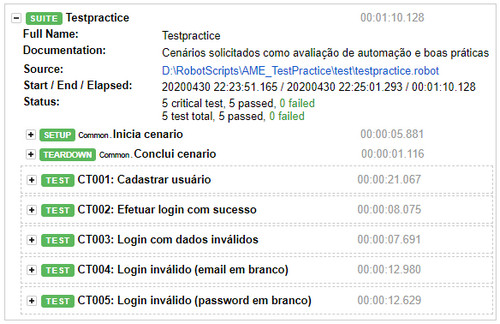 SUITE Testpractice 00:01:10.128
Full Name: Testpractice
Documentation: Cenários solicitados como avaliação de automação e boas práticas
Source: D:\RobotScripts\AME_TestPractice\test\testpractice.robot
Start / End / Elapsed: 20200430 22:23:51.165 / 20200430 22:25:01.293 / 00:01:10.128
Status: 5 critical test, 5 passed, 0 failed
5 test total, 5 passed, 0 failed
SETUP Common.Inicia cenario 00:00:05.881
TEARDOWN Common.Conclui cenario 00:00:01.116
TEST CT001: Cadastrar usuário 00:00:21.067
TEST CT002: Efetuar login com sucesso 00:00:08.075
TEST CT003: Login com dados inválidos 00:00:07.691
TEST CT004: Login inválido (email em branco) 00:00:12.980
TEST CT005: Login inválido (password em branco) 00:00:12.629